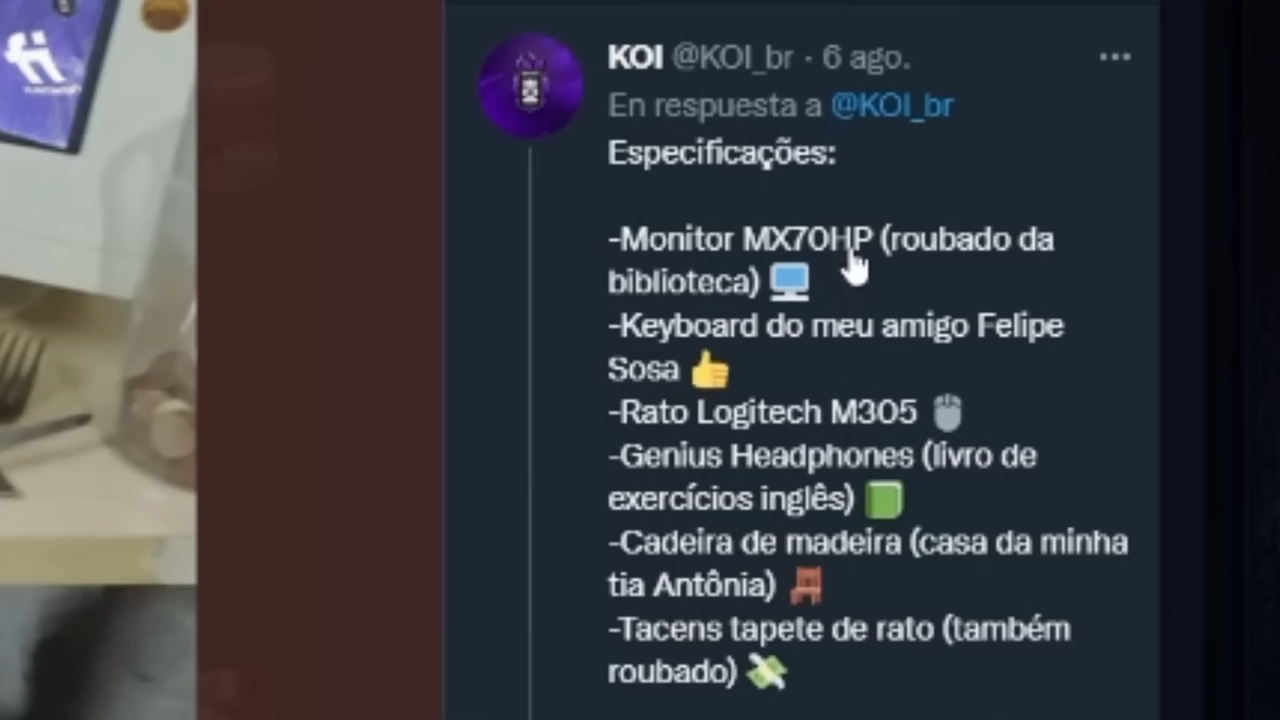 KOI @KOI_br · 6 ago.
En respuesta a @KOI_br
Especificações:
-Monitor MX70HP (roubado da
biblioteca) 🖥️
-Keyboard do meu amigo Felipe
Sosa 👍
-Rato Logitech M305 🖱️
-Genius Headphones (livro de
exercícios inglês) 📗
-Cadeira de madeira (casa da minha
tia Antônia) 🪑
-Tacens tapete de rato (também
roubado) 💸